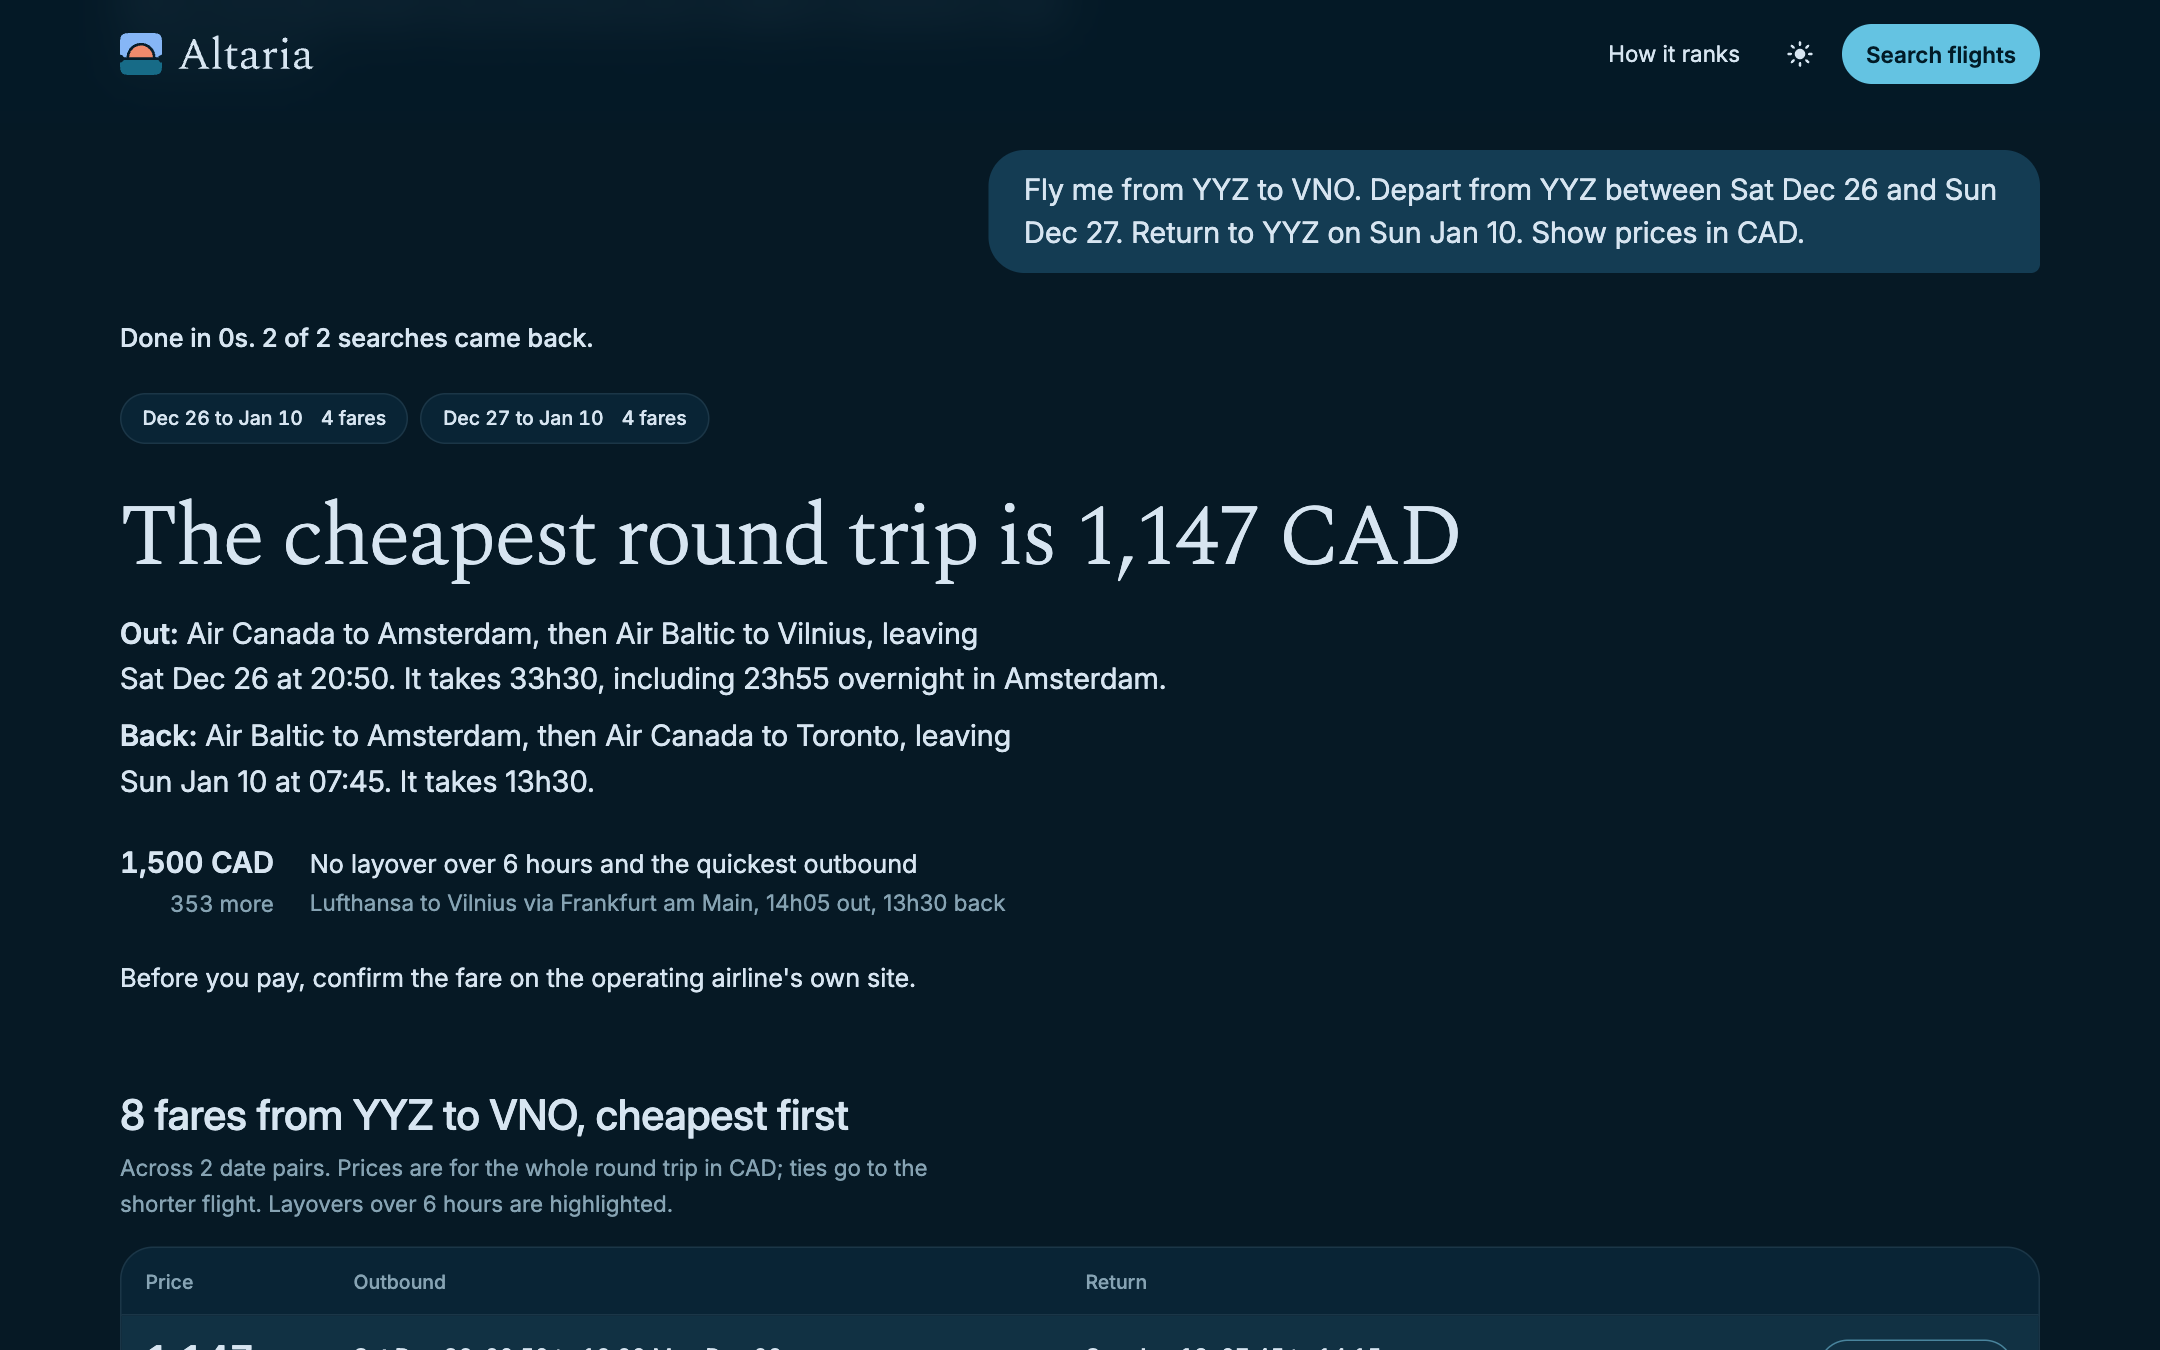 Altaria
How it ranks
Search flights
Fly me from YYZ to VNO. Depart from YYZ between Sat Dec 26 and Sun
Dec 27. Return to YYZ on Sun Jan 10. Show prices in CAD.
Done in 0s. 2 of 2 searches came back.
Dec 26 to Jan 10 4 fares
Dec 27 to Jan 10 4 fares
The cheapest round trip is 1,147 CAD
Out: Air Canada to Amsterdam, then Air Baltic to Vilnius, leaving
Sat Dec 26 at 20:50. It takes 33h30, including 23h55 overnight in Amsterdam.
Back: Air Baltic to Amsterdam, then Air Canada to Toronto, leaving
Sun Jan 10 at 07:45. It takes 13h30.
1,500 CAD No layover over 6 hours and the quickest outbound
353 more Lufthansa to Vilnius via Frankfurt am Main, 14h05 out, 13h30 back
Before you pay, confirm the fare on the operating airline's own site.
8 fares from YYZ to VNO, cheapest first
Across 2 date pairs. Prices are for the whole round trip in CAD; ties go to the
shorter flight. Layovers over 6 hours are highlighted.
Price Outbound Return